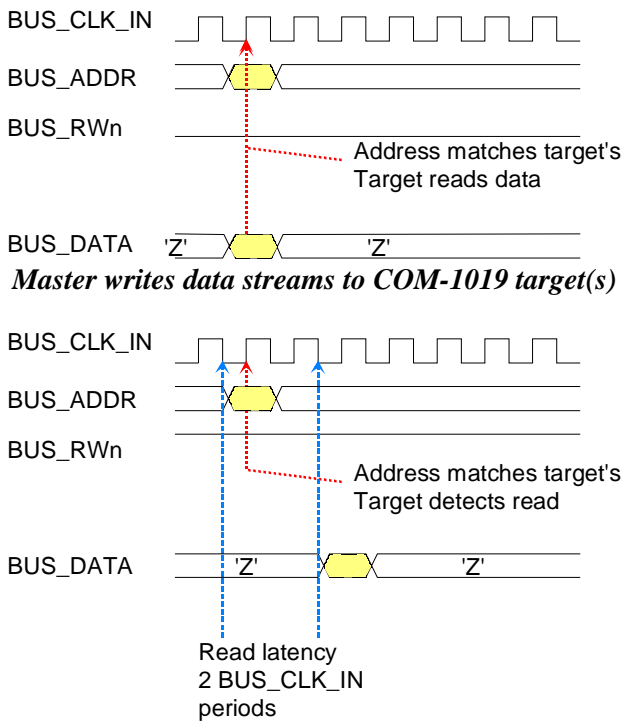 BUS_CLK_IN
BUS_ADDR
BUS_RWn
Address matches target's
Target reads data
BUS_DATA 'Z' 'Z'
Master writes data streams to COM-1019 target(s)
BUS_CLK_IN
BUS_ADDR
BUS_RWn
Address matches target's
Target detects read
BUS_DATA 'Z' 'Z'
Read latency
2 BUS_CLK_IN
periods